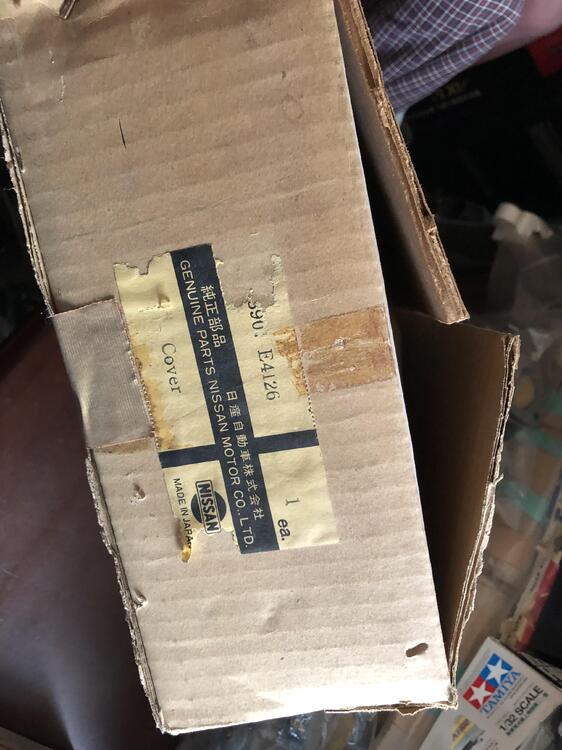 E4126
純正部品 日産自動車株式会社
GENUINE PARTS NISSAN MOTOR CO., LTD.
Cover
1 ea.
NISSAN
MADE IN JAPAN
TAMIYA
1/32 SCALE